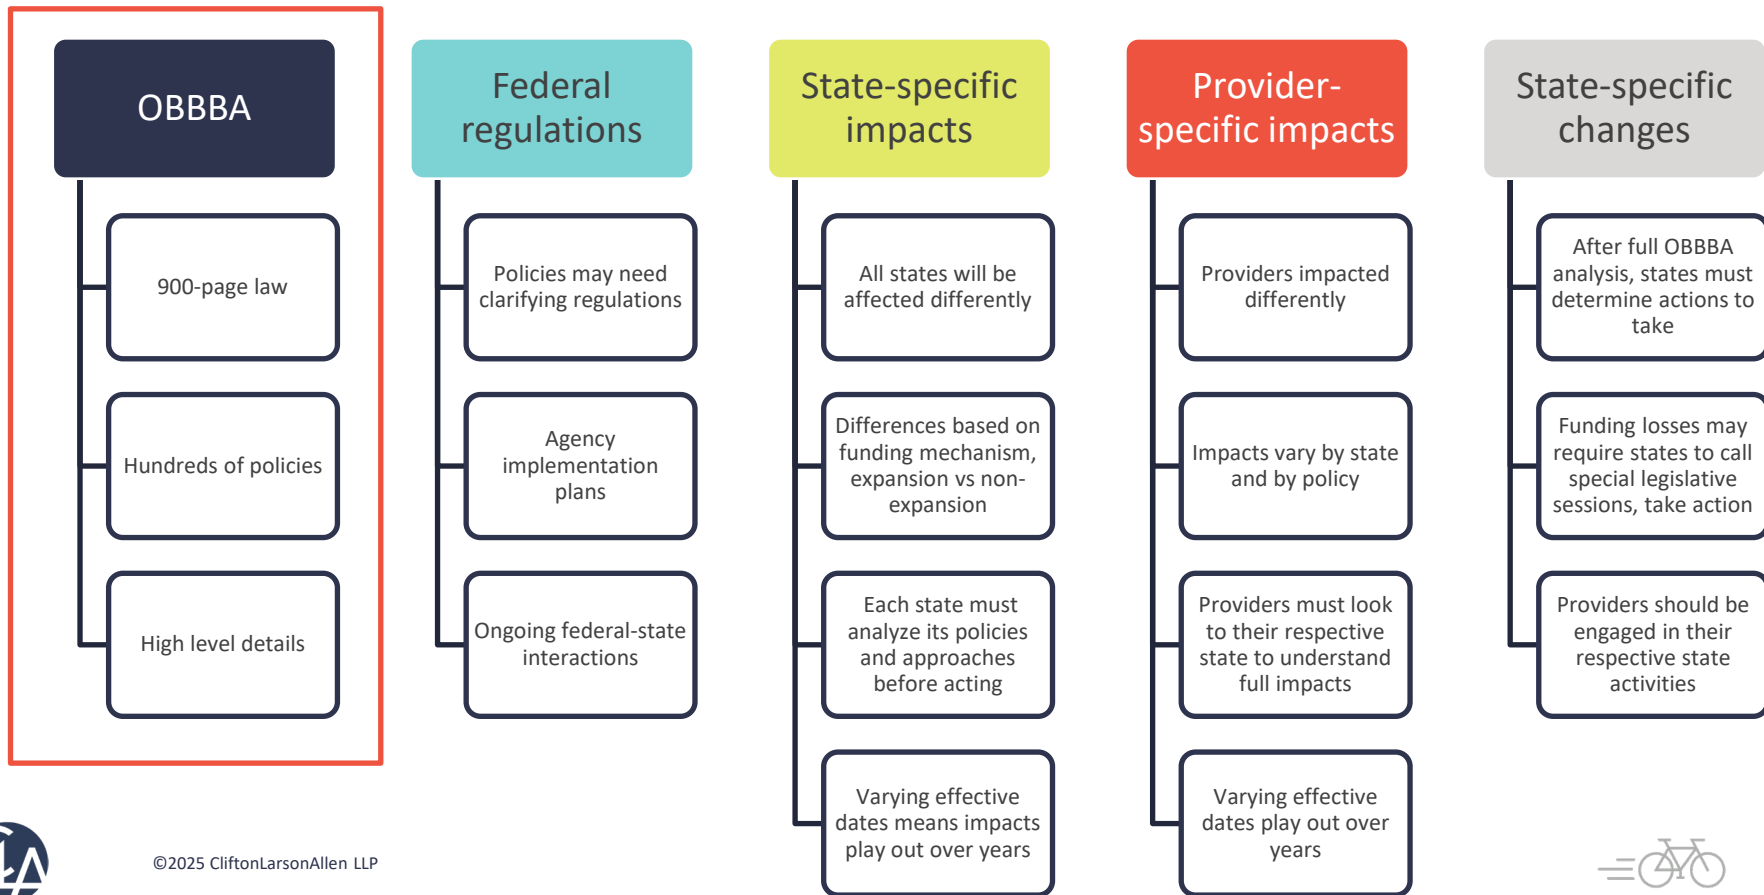 OBBBA
900-page law
Hundreds of policies
High level details
Federal
regulations
Policies may need
clarifying regulations
Agency
implementation
plans
Ongoing federal-state
interactions
State-specific
impacts
All states will be
affected differently
Differences based on
funding mechanism,
expansion vs non-
expansion
Each state must
analyze its policies
and approaches
before acting
Varying effective
dates means impacts
play out over years
Provider-
specific impacts
Providers impacted
differently
Impacts vary by state
and by policy
Providers must look
to their respective
state to understand
full impacts
Varying effective
dates play out over
years
State-specific
changes
After full OBBBA
analysis, states must
determine actions to
take
Funding losses may
require states to call
special legislative
sessions, take action
Providers should be
engaged in their
respective state
activities
CLA
©2025 CliftonLarsonAllen LLP